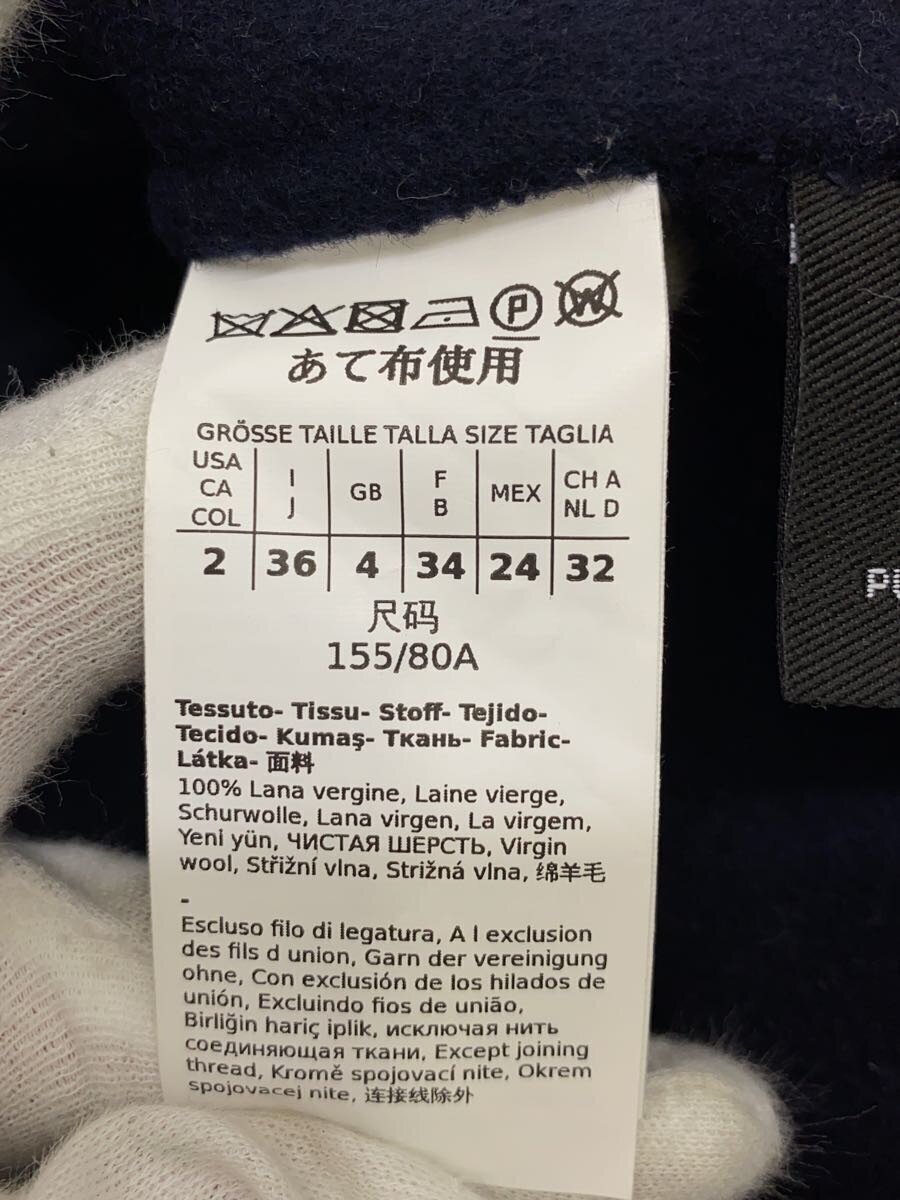 P W
あて布使用
GRÖSSE TAILLE TALLA SIZE TAGLIA
USA CA COL I J GB F B MEX CH A NL D
2 36 4 34 24 32
尺码
155/80A
Tessuto- Tissu- Stoff- Tejido-
Tecido- Kumaş- Ткань- Fabric-
Látka- 面料
100% Lana vergine, Laine vierge,
Schurwolle, Lana virgen, La virgem,
Yeni yün, ЧИСТАЯ ШЕРСТЬ, Virgin
wool, Střižní vlna, Strižná vlna, 绵羊毛
-
Escluso filo di legatura, A l exclusion
des fils d union, Garn der vereinigung
ohne, Con exclusión de los hilados de
unión, Excluindo fios de união,
Birliğin hariç iplik, исключая нить
соединяющая ткани, Except joining
thread, Kromě spojovací nite, Okrem
spojovacej nite, 连接线除外